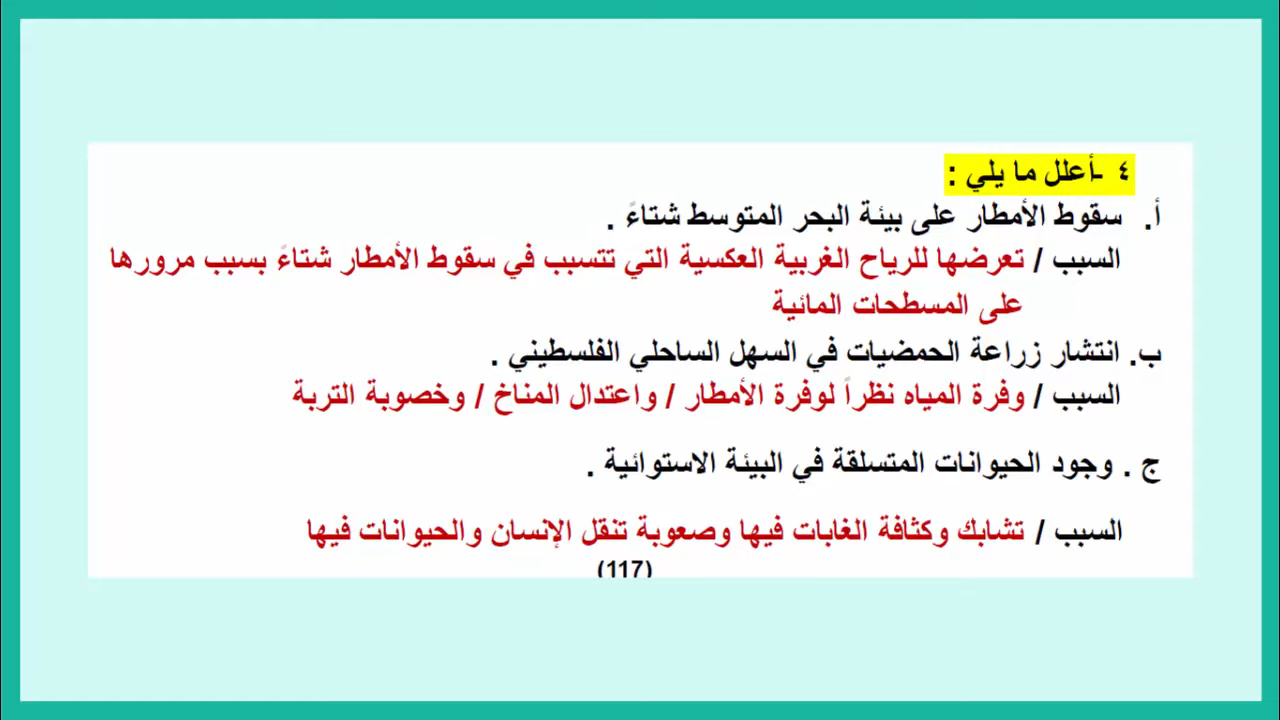 ٤ -أعلل ما يلي :
أ. سقوط الأمطار على بيئة البحر المتوسط شتاءً .
السبب / تعرضها للرياح الغربية العكسية التي تتسبب في سقوط الأمطار شتاءً بسبب مرورها
على المسطحات المائية
ب. انتشار زراعة الحمضيات في السهل الساحلي الفلسطيني .
السبب / وفرة المياه نظراً لوفرة الأمطار / واعتدال المناخ / وخصوبة التربة
ج . وجود الحيوانات المتسلقة في البيئة الاستوائية .
السبب / تشابك وكثافة الغابات فيها وصعوبة تنقل الإنسان والحيوانات فيها
(117)